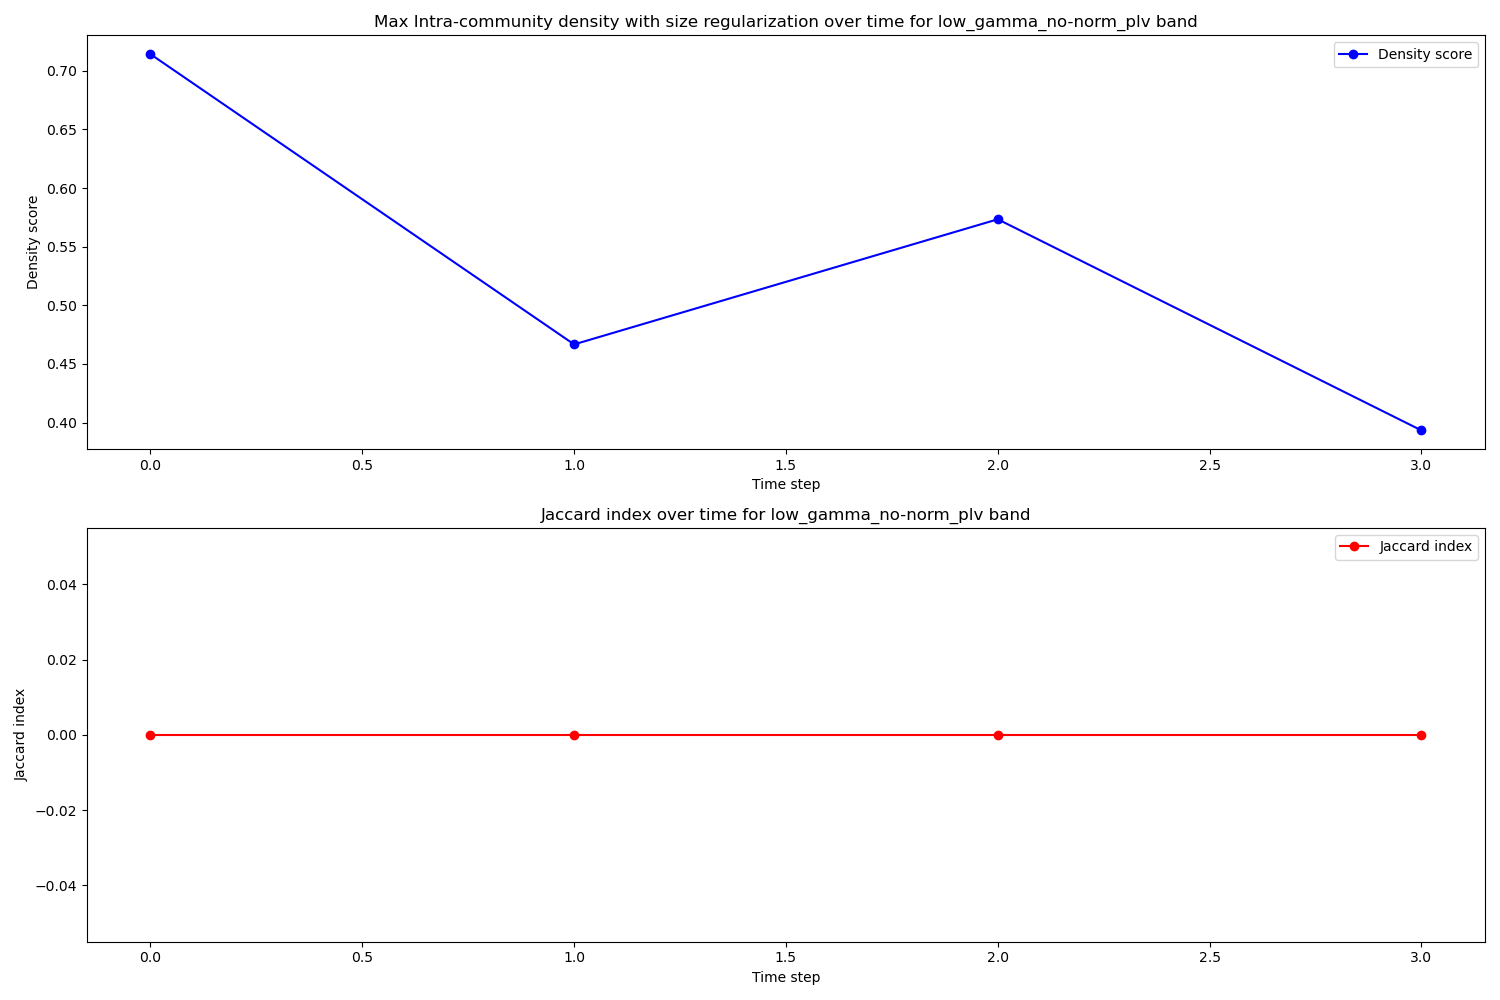 Max Intra-community density with size regularization over time for low_gamma_no-norm_plv band
Density score
0.70
0.65
0.60
0.55
0.50
0.45
0.40
Density score
0.0 0.5 1.0 1.5 2.0 2.5 3.0
Time step
Jaccard index over time for low_gamma_no-norm_plv band
Jaccard index
0.04
0.02
0.00
−0.02
−0.04
Jaccard index
0.0 0.5 1.0 1.5 2.0 2.5 3.0
Time step